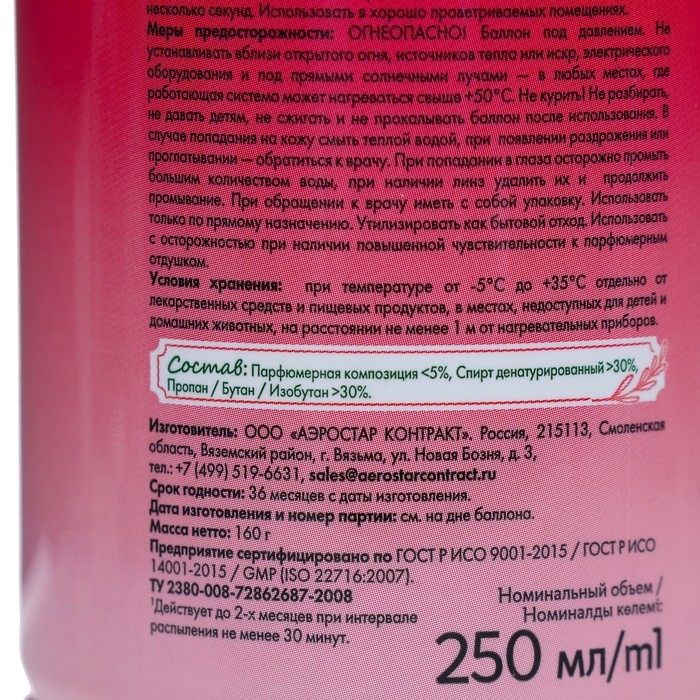 несколько секунд. Использовать в хорошо проветриваемых помещениях.
Меры предосторожности: ОГНЕОПАСНО! Баллон под давлением. Не
устанавливать вблизи открытого огня, источников тепла или искр, электрического
оборудования и под прямыми солнечными лучами — в любых местах, где
работающая система может нагреваться свыше +50°С. Не курить! Не разбирать,
не давать детям, не сжигать и не прокалывать баллон после использования. В
случае попадания на кожу смыть теплой водой, при появлении раздражения или
проглатывании — обратиться к врачу. При попадании в глаза осторожно промыть
большим количеством воды, при наличии линз удалить их и продолжить
промывание. При обращении к врачу иметь с собой упаковку. Использовать
только по прямому назначению. Утилизировать как бытовой отход. Использовать
с осторожностью при наличии повышенной чувствительности к парфюмерным
отдушкам.
Условия хранения: при температуре от -5°С до +35°С отдельно от
лекарственных средств и пищевых продуктов, в местах, недоступных для детей и
домашних животных, на расстоянии не менее 1 м от нагревательных приборов.
Состав: Парфюмерная композиция <5%, Спирт денатурированный >30%,
Пропан / Бутан / Изобутан >30%.
Изготовитель: ООО «АЭРОСТАР КОНТРАКТ». Россия, 215113, Смоленская
область, Вяземский район, г. Вязьма, ул. Новая Бозня, д. 3,
тел.: +7 (499) 519-6631, sales@aerostarcontract.ru
Срок годности: 36 месяцев с даты изготовления.
Дата изготовления и номер партии: см. на дне баллона.
Масса нетто: 160 г
Предприятие сертифицировано по ГОСТ Р ИСО 9001-2015 / ГОСТ Р ИСО
14001-2015 / GMP (ISO 22716:2007).
ТУ 2380-008-72862687-2008
¹Действует до 2-х месяцев при интервале
распыления не менее 30 минут.
Номинальный объем /
Номиналды көлемі:
250 мл/ml